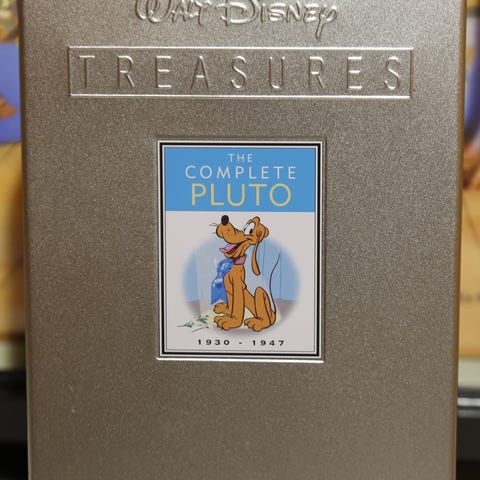 Walt Disney
TREASURES
THE
COMPLETE
PLUTO
1930 - 1947